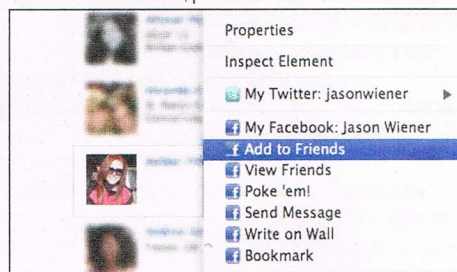 Properties
Inspect Element
My Twitter: jasonwiener
My Facebook: Jason Wiener
Add to Friends
View Friends
Poke 'em!
Send Message
Write on Wall
Bookmark